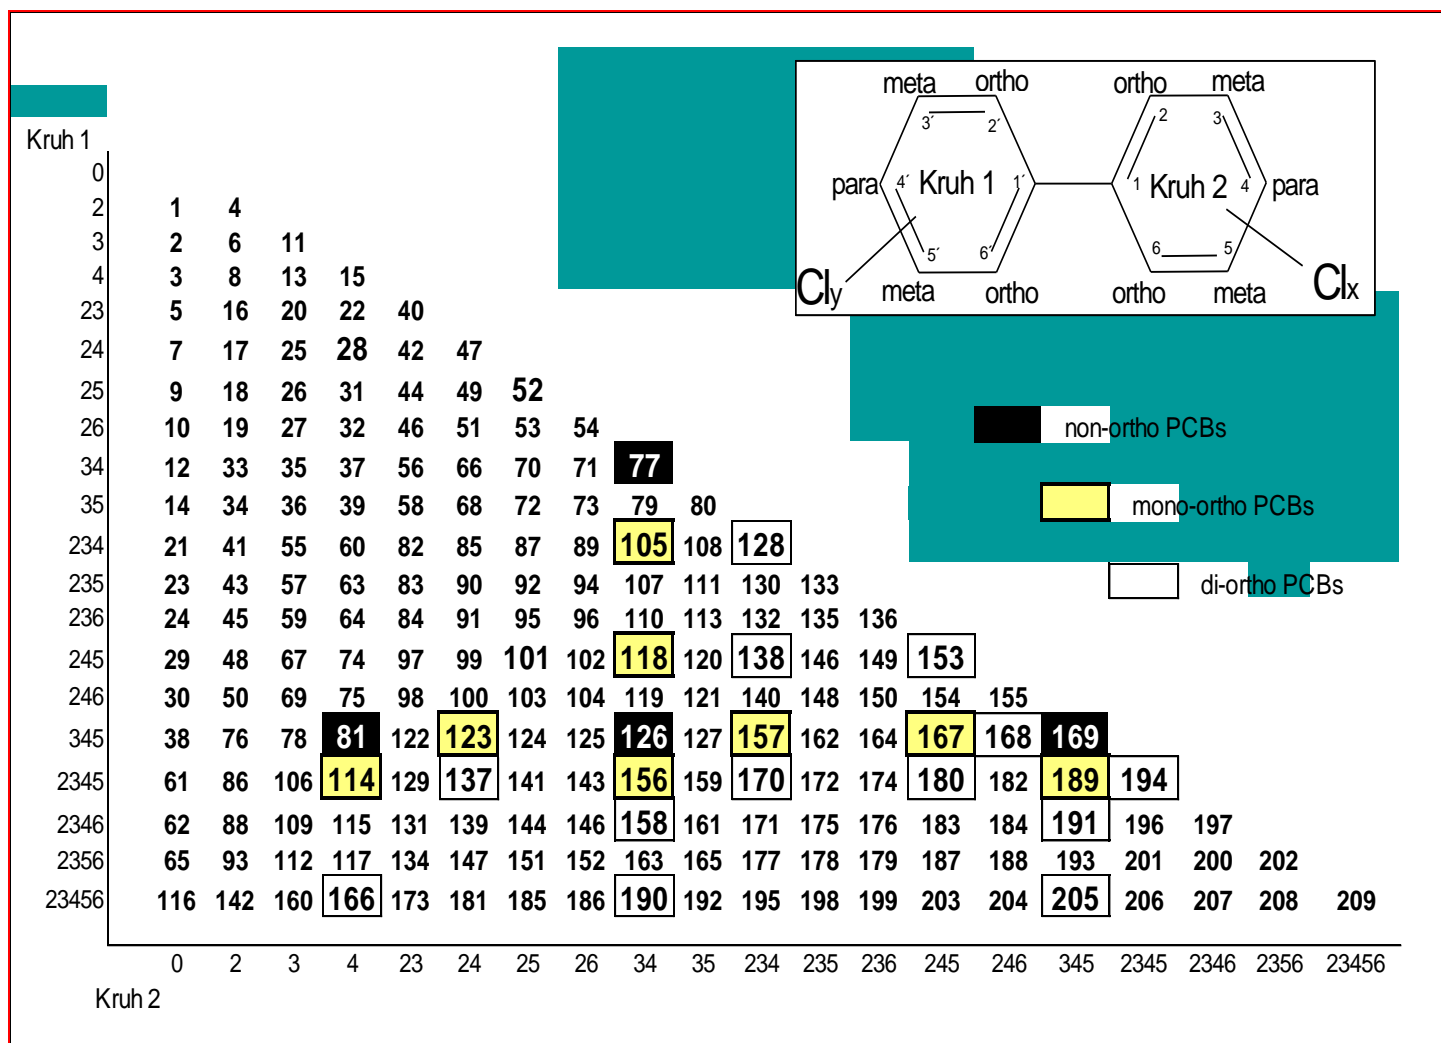 meta ortho ortho meta
3´ 2´ 2 3
para 4´ Kruh 1 1´ 1 Kruh 2 4 para
5´ 6´ 6 5
Cly meta ortho ortho meta Clx
Kruh 1
0
2 1 4
3 2 6 11
4 3 8 13 15
23 5 16 20 22 40
24 7 17 25 28 42 47
25 9 18 26 31 44 49 52
26 10 19 27 32 46 51 53 54
non-ortho PCBs
34 12 33 35 37 56 66 70 71 77
35 14 34 36 39 58 68 72 73 79 80
mono-ortho PCBs
234 21 41 55 60 82 85 87 89 105 108 128
235 23 43 57 63 83 90 92 94 107 111 130 133
di-ortho PCBs
236 24 45 59 64 84 91 95 96 110 113 132 135 136
245 29 48 67 74 97 99 101 102 118 120 138 146 149 153
246 30 50 69 75 98 100 103 104 119 121 140 148 150 154 155
345 38 76 78 81 122 123 124 125 126 127 157 162 164 167 168 169
2345 61 86 106 114 129 137 141 143 156 159 170 172 174 180 182 189 194
2346 62 88 109 115 131 139 144 146 158 161 171 175 176 183 184 191 196 197
2356 65 93 112 117 134 147 151 152 163 165 177 178 179 187 188 193 201 200 202
23456 116 142 160 166 173 181 185 186 190 192 195 198 199 203 204 205 206 207 208 209
0 2 3 4 23 24 25 26 34 35 234 235 236 245 246 345 2345 2346 2356 23456
Kruh 2